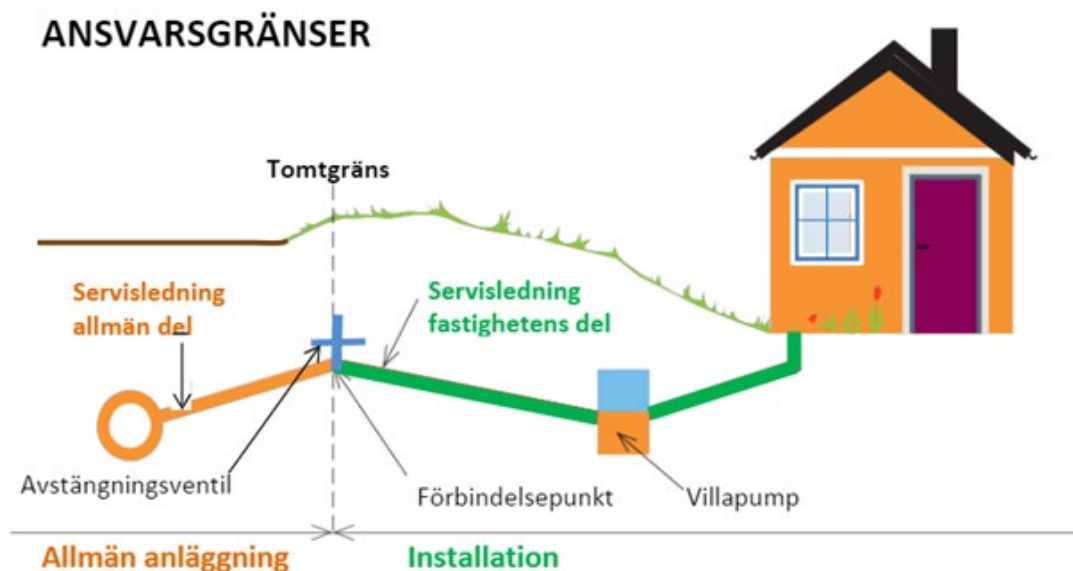 ANSVARSGRÄNSER
Tomtgräns
Servisledning
allmän del
Servisledning
fastighetens del
Avstängningsventil
Förbindelsepunkt
Villapump
Allmän anläggning
Installation